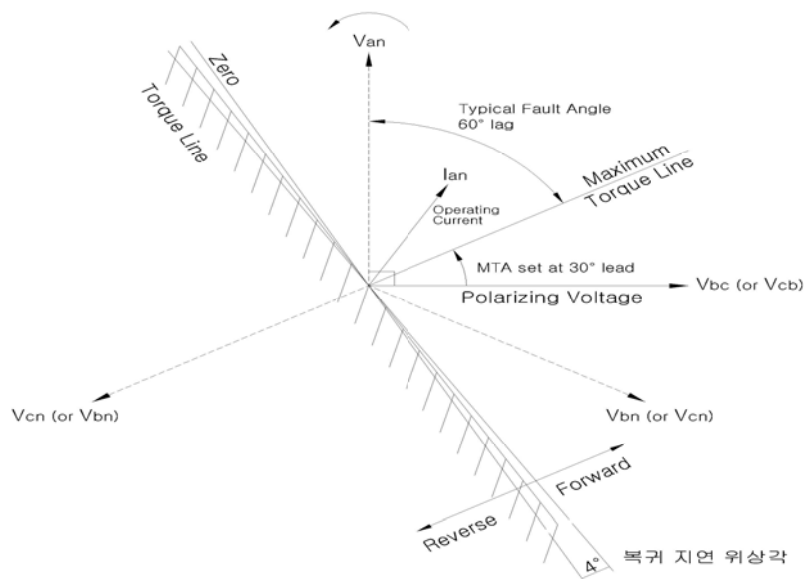 Van
Zero
Torque Line
Typical Fault Angle
60° lag
Ian
Operating
Current
Maximum
Torque Line
MTA set at 30° lead
Polarizing Voltage
Vbc (or Vcb)
Vcn (or Vbn)
Vbn (or Vcn)
Forward
Reverse
4°
복귀 지연 위상각